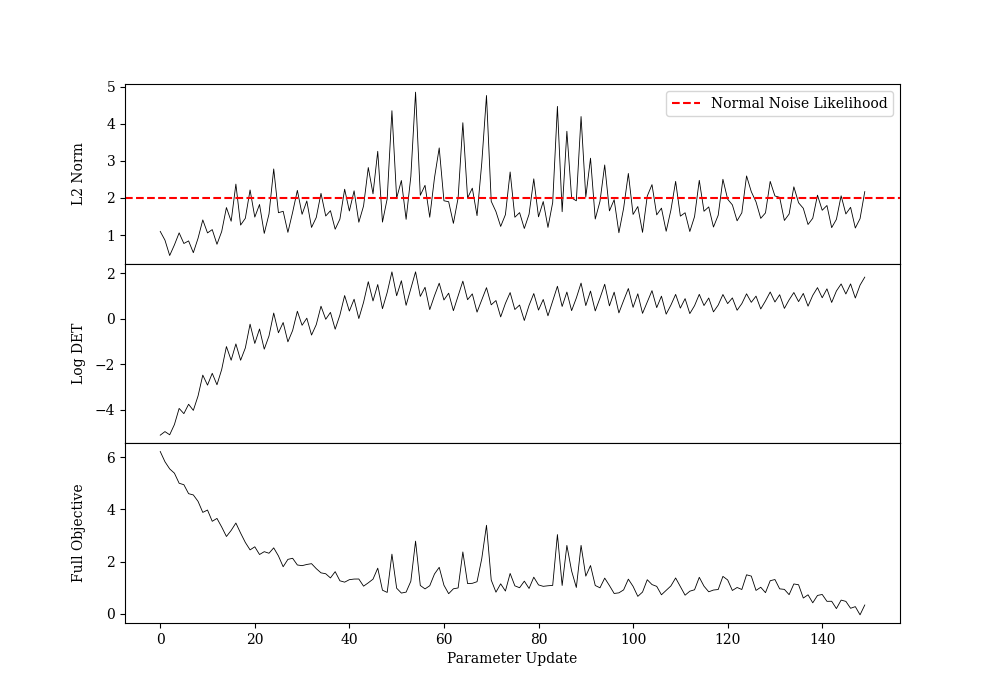 5
4
3
2
1
L2 Norm
Normal Noise Likelihood
2
0
−2
−4
Log DET
6
4
2
0
Full Objective
0 20 40 60 80 100 120 140
Parameter Update